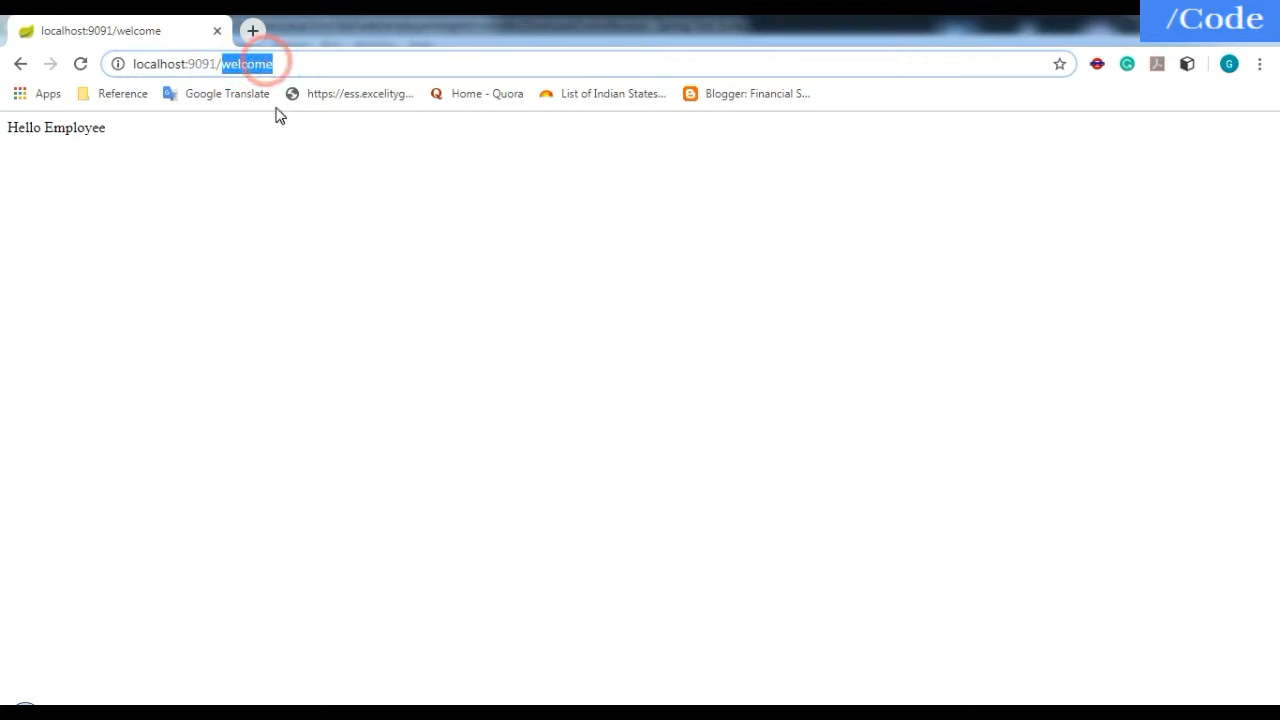 /Code
localhost:9091/welcome
localhost:9091/welcome
G
Apps
Reference
Google Translate
https://ess.excelityg...
Home - Quora
List of Indian States...
Blogger: Financial S...
Hello Employee